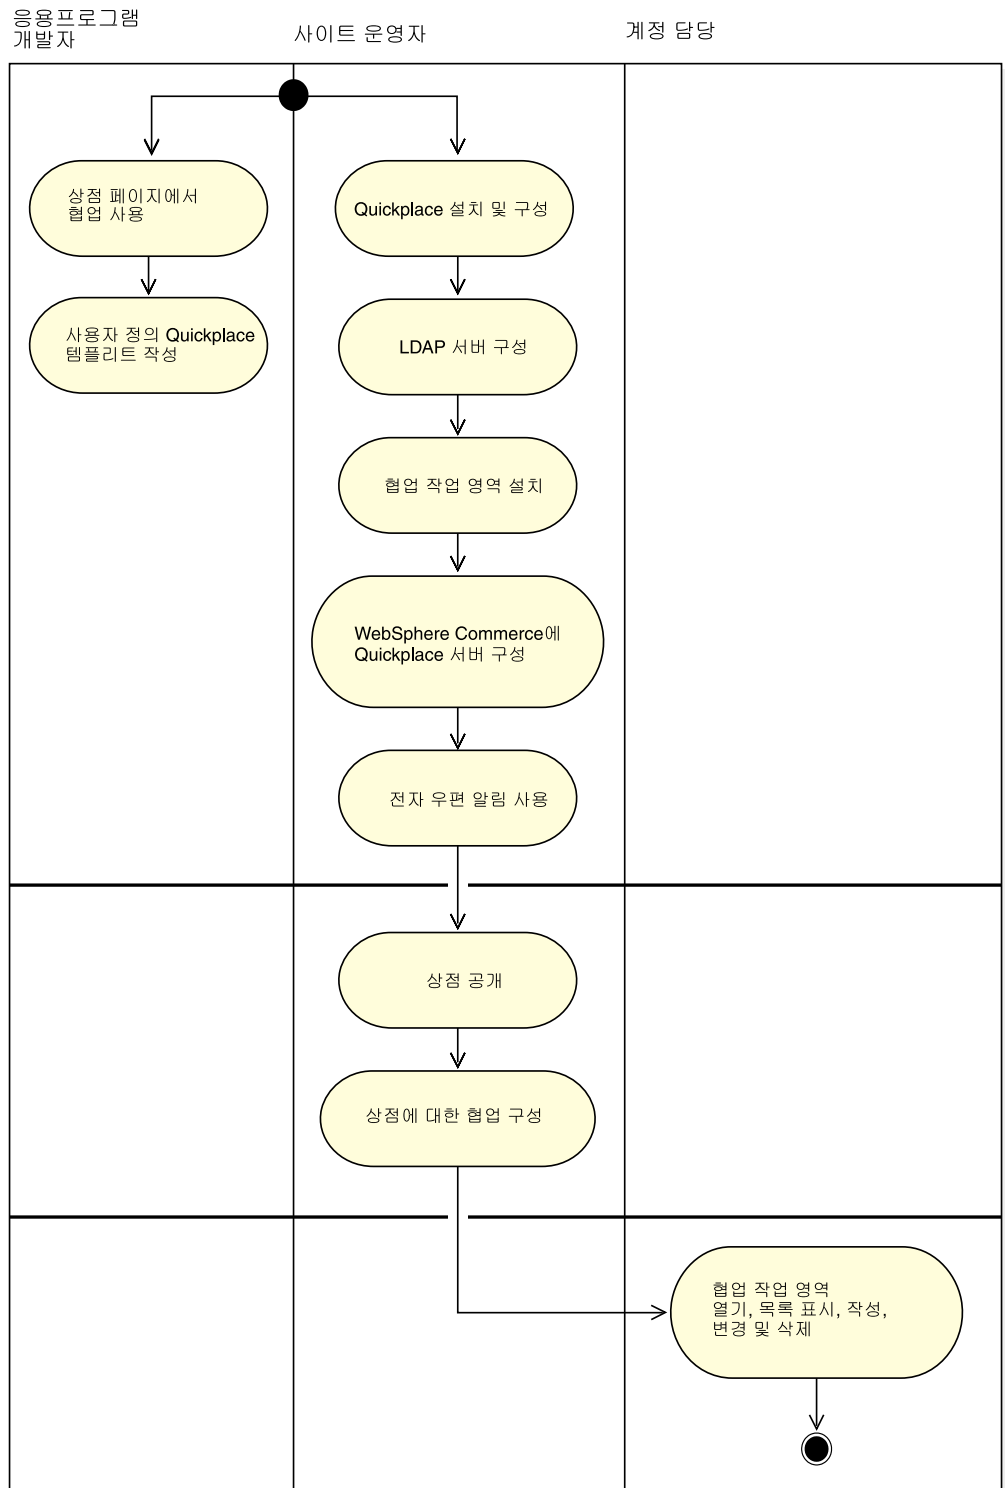 응용프로그램
개발자
사이트 운영자
계정 담당
상점 페이지에서
협업 사용
Quickplace 설치 및 구성
사용자 정의 Quickplace
템플리트 작성
LDAP 서버 구성
협업 작업 영역 설치
WebSphere Commerce에
Quickplace 서버 구성
전자 우편 알림 사용
상점 공개
상점에 대한 협업 구성
협업 작업 영역
열기, 목록 표시, 작성,
변경 및 삭제